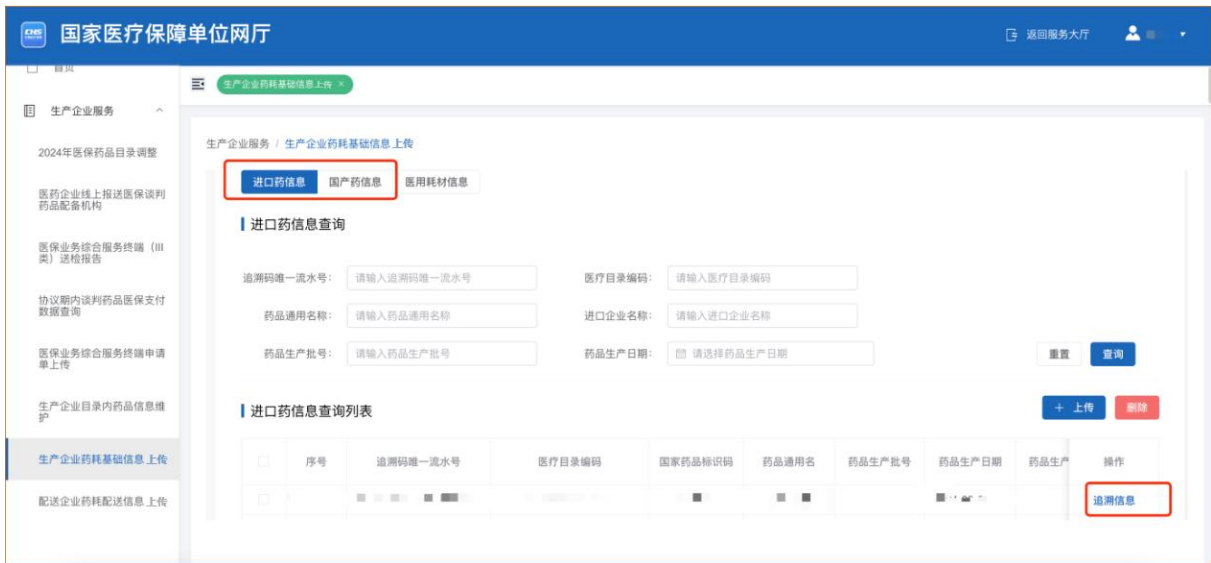 CHS
国家医疗保障单位网厅
返回服务大厅
首页
生产企业药耗基础信息上传 ×
生产企业服务
2024年医保药品目录调整
医药企业线上报送医保谈判
药品配备机构
医保业务综合服务终端（III
类）送检报告
协议期内谈判药品医保支付
数据查询
医保业务综合服务终端申请
单上传
生产企业目录内药品信息维
护
生产企业药耗基础信息 上传
配送企业药耗配送信息 上传
生产企业服务 / 生产企业药耗基础信息 上传
进口药信息 国产药信息 医用耗材信息
进口药信息查询
追溯码唯一流水号： 请输入追溯码唯一流水号 医疗目录编码： 请输入医疗目录编码
药品通用名称： 请输入药品通用名称 进口企业名称： 请输入进口企业名称
药品生产批号： 请输入药品生产批号 药品生产日期： 请选择药品生产日期 重置 查询
进口药信息查询列表 + 上传 删除
序号 追溯码唯一流水号 医疗目录编码 国家药品标识码 药品通用名 药品生产批号 药品生产日期 药品生产 操作
追溯信息